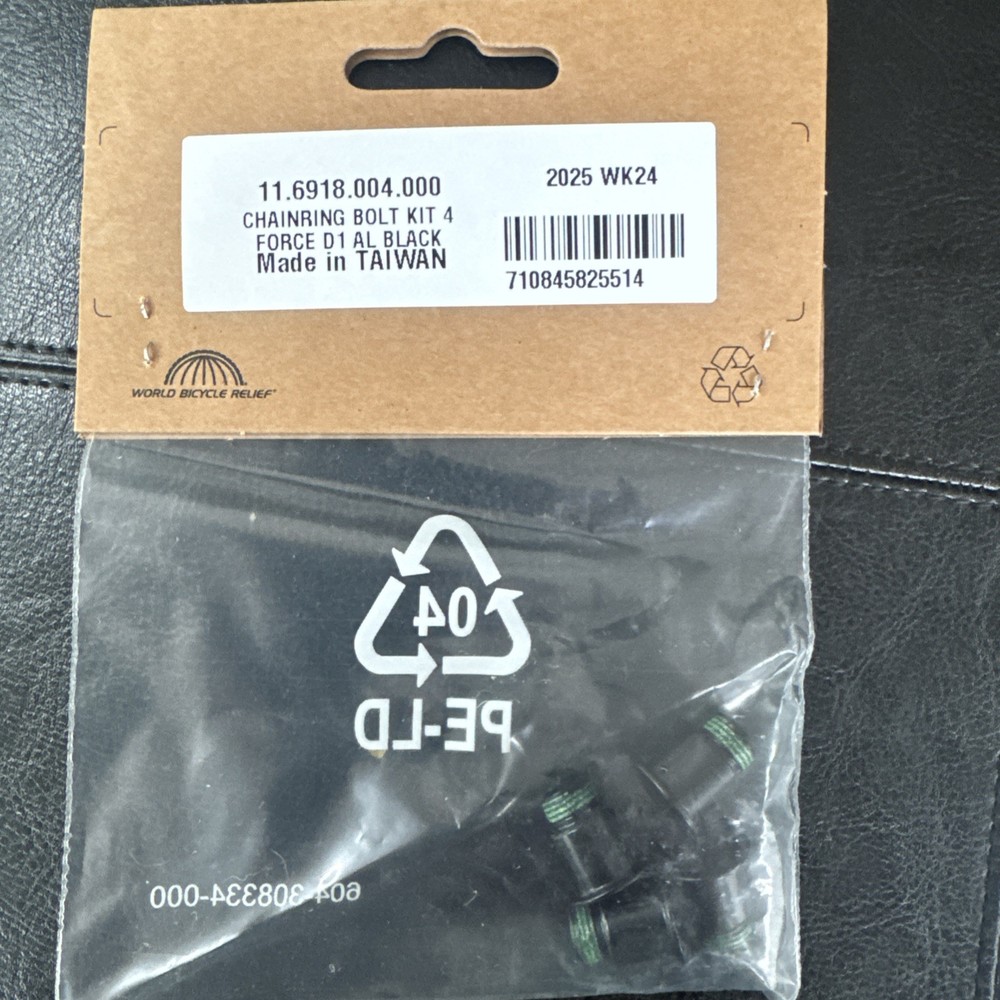 11.6918.004.000
CHAINRING BOLT KIT 4
FORCE D1 AL BLACK
Made in TAIWAN
2025 WK24
710845825514
WORLD BICYCLE RELIEF
04
PE-LD
604-308334-000